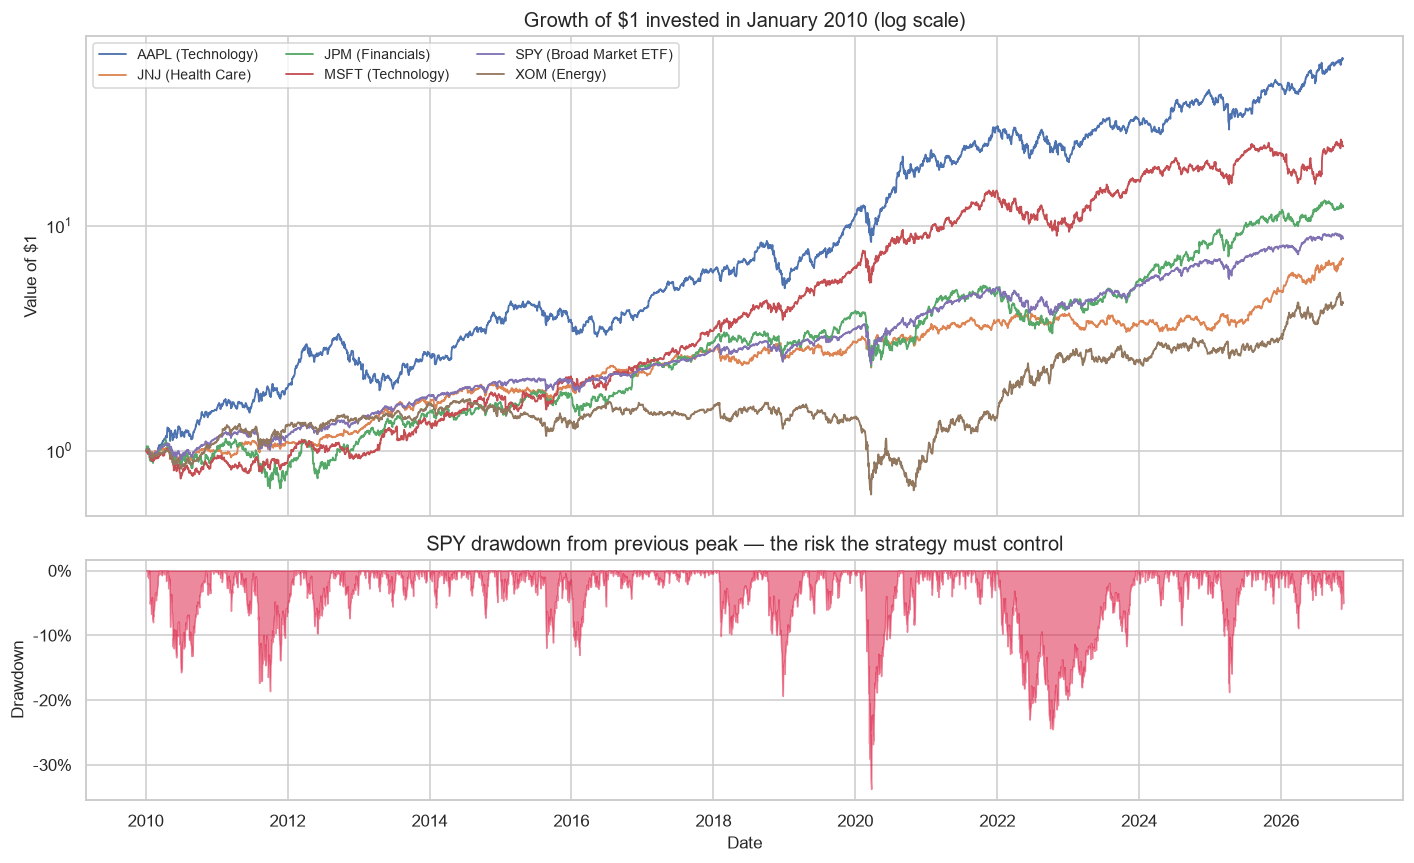 Growth of $1 invested in January 2010 (log scale)
AAPL (Technology) JPM (Financials) SPY (Broad Market ETF)
JNJ (Health Care) MSFT (Technology) XOM (Energy)
Value of $1
10¹
10⁰
SPY drawdown from previous peak — the risk the strategy must control
Drawdown
0%
-10%
-20%
-30%
2010 2012 2014 2016 2018 2020 2022 2024 2026
Date